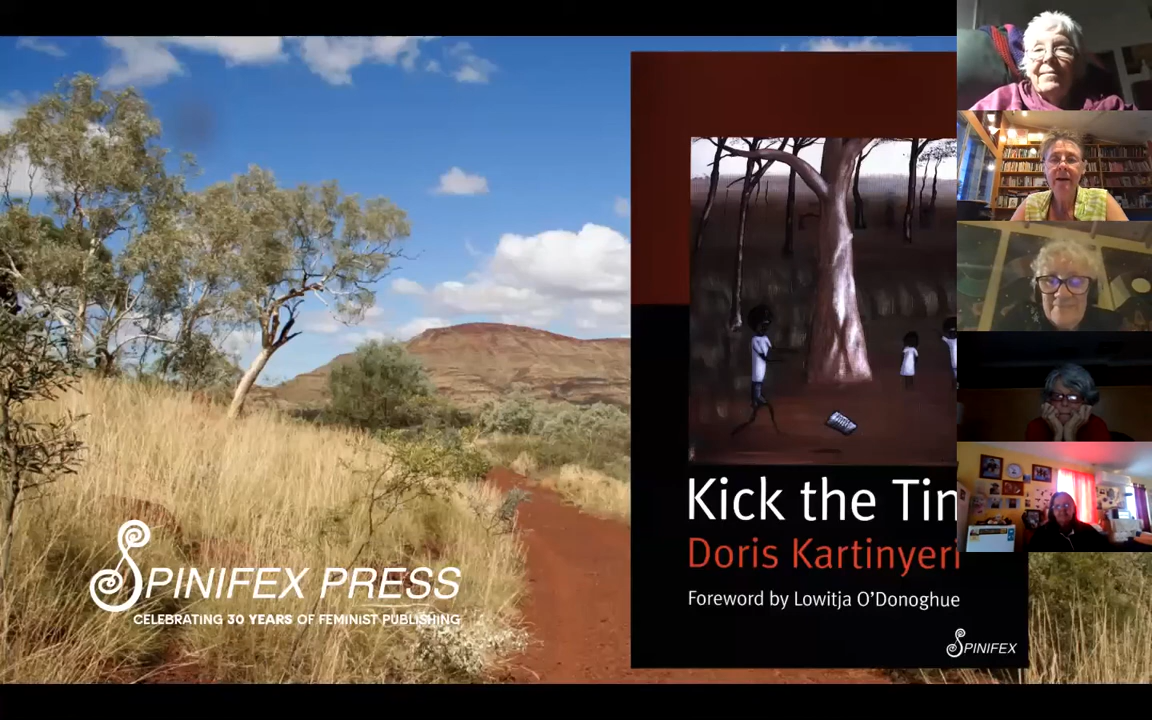 SPINIFEX PRESS
CELEBRATING 30 YEARS OF FEMINIST PUBLISHING
Kick the Tin
Doris Kartinyeri
Foreword by Lowitja O'Donoghue
SPINIFEX